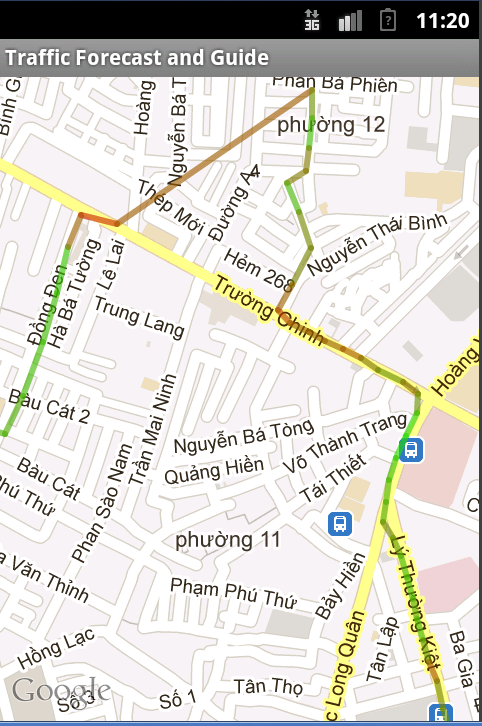 3G
11:20
Traffic Forecast and Guide
Phan Bá Phiến
Bình G
Hoàng
Nguyễn Bá T
phường 12
Thép Mới
Đường A4
Nguyễn Thái Bình
Hẻm 268
Trường Chinh
Lê Lai
Hà Bá Tường
Đồng Đen
Trung Lang
Hoàng V
Bàu Cát 2
Trần Mai Ninh
Nguyễn Bá Tòng
Võ Thành Trang
Quảng Hiền
Tái Thiết
Bàu Cát
Phú Thứ
Phan Sào Nam
phường 11
Lý Thường Kiệt
a Văn Thỉnh
Phạm Phú Thứ
Bảy Hiền
Hồng Lạc
c Long Quân
Tân Lập
Ba Gia
Google
Số 3
Số 1
Tân Thọ